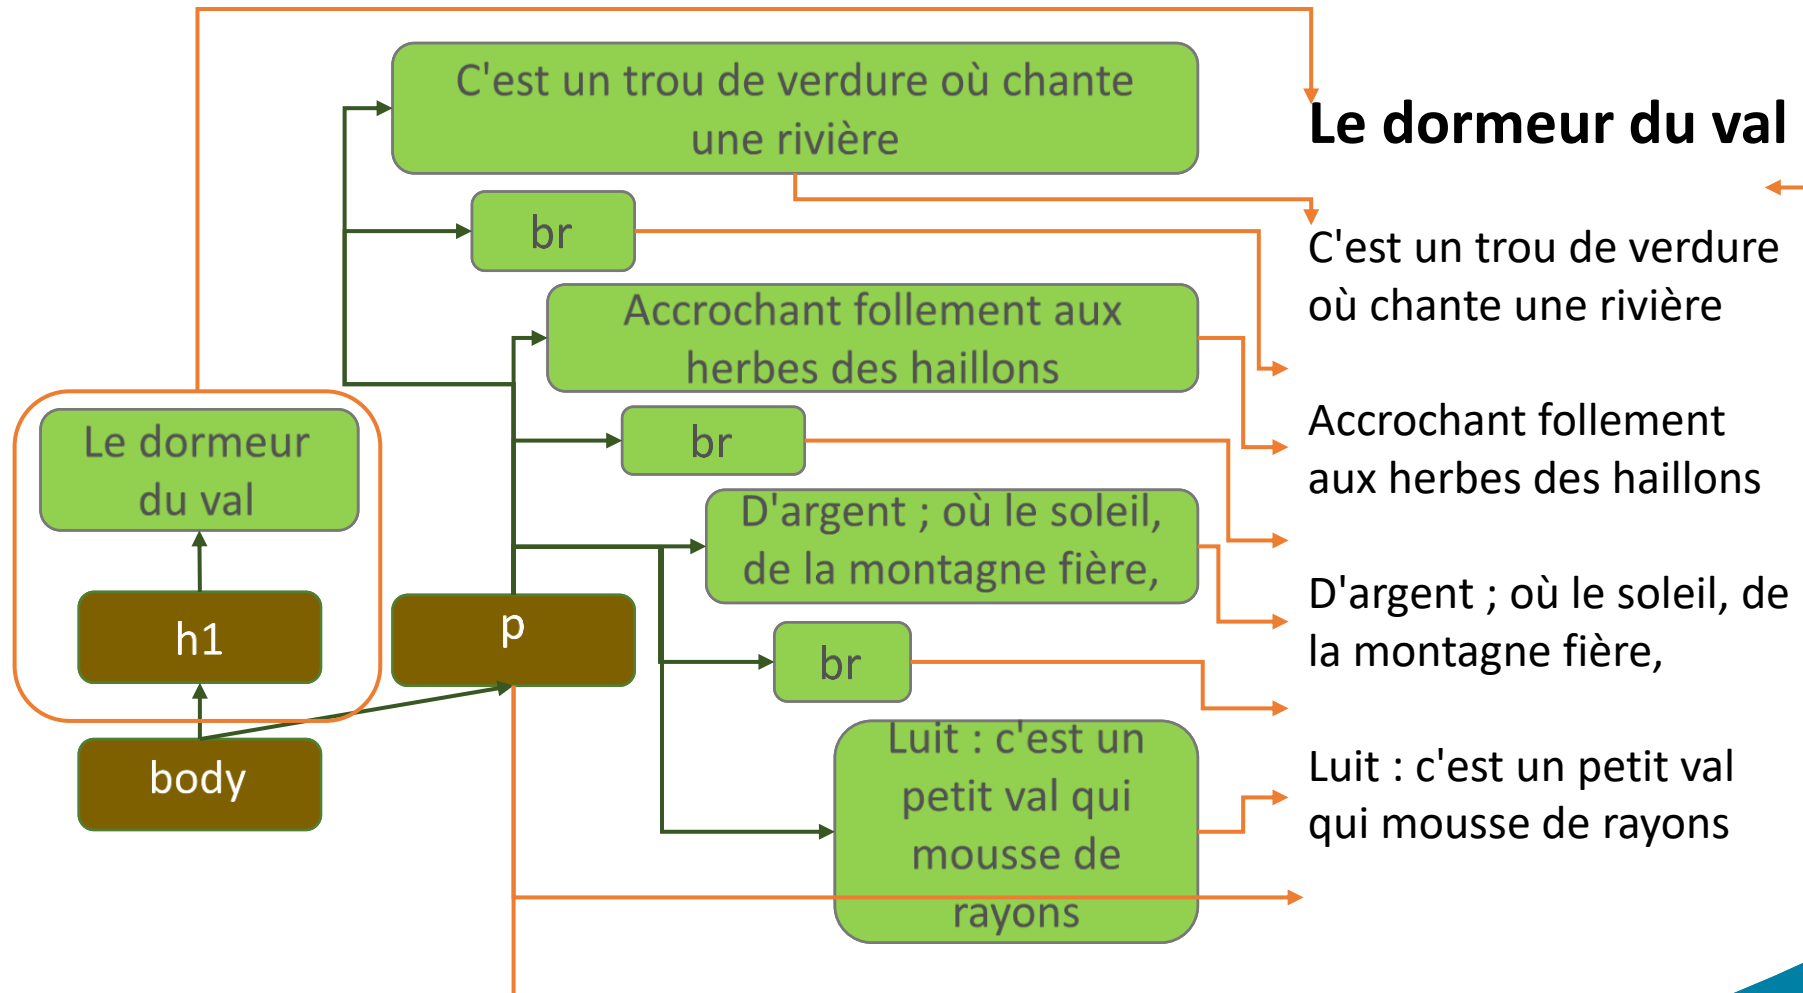 C'est un trou de verdure où chante
une rivière
br
Accrochant follement aux
herbes des haillons
br
D'argent ; où le soleil,
de la montagne fière,
br
Luit : c'est un
petit val qui
mousse de
rayons
Le dormeur
du val
h1
p
body
Le dormeur du val
C'est un trou de verdure
où chante une rivière
Accrochant follement
aux herbes des haillons
D'argent ; où le soleil, de
la montagne fière,
Luit : c'est un petit val
qui mousse de rayons